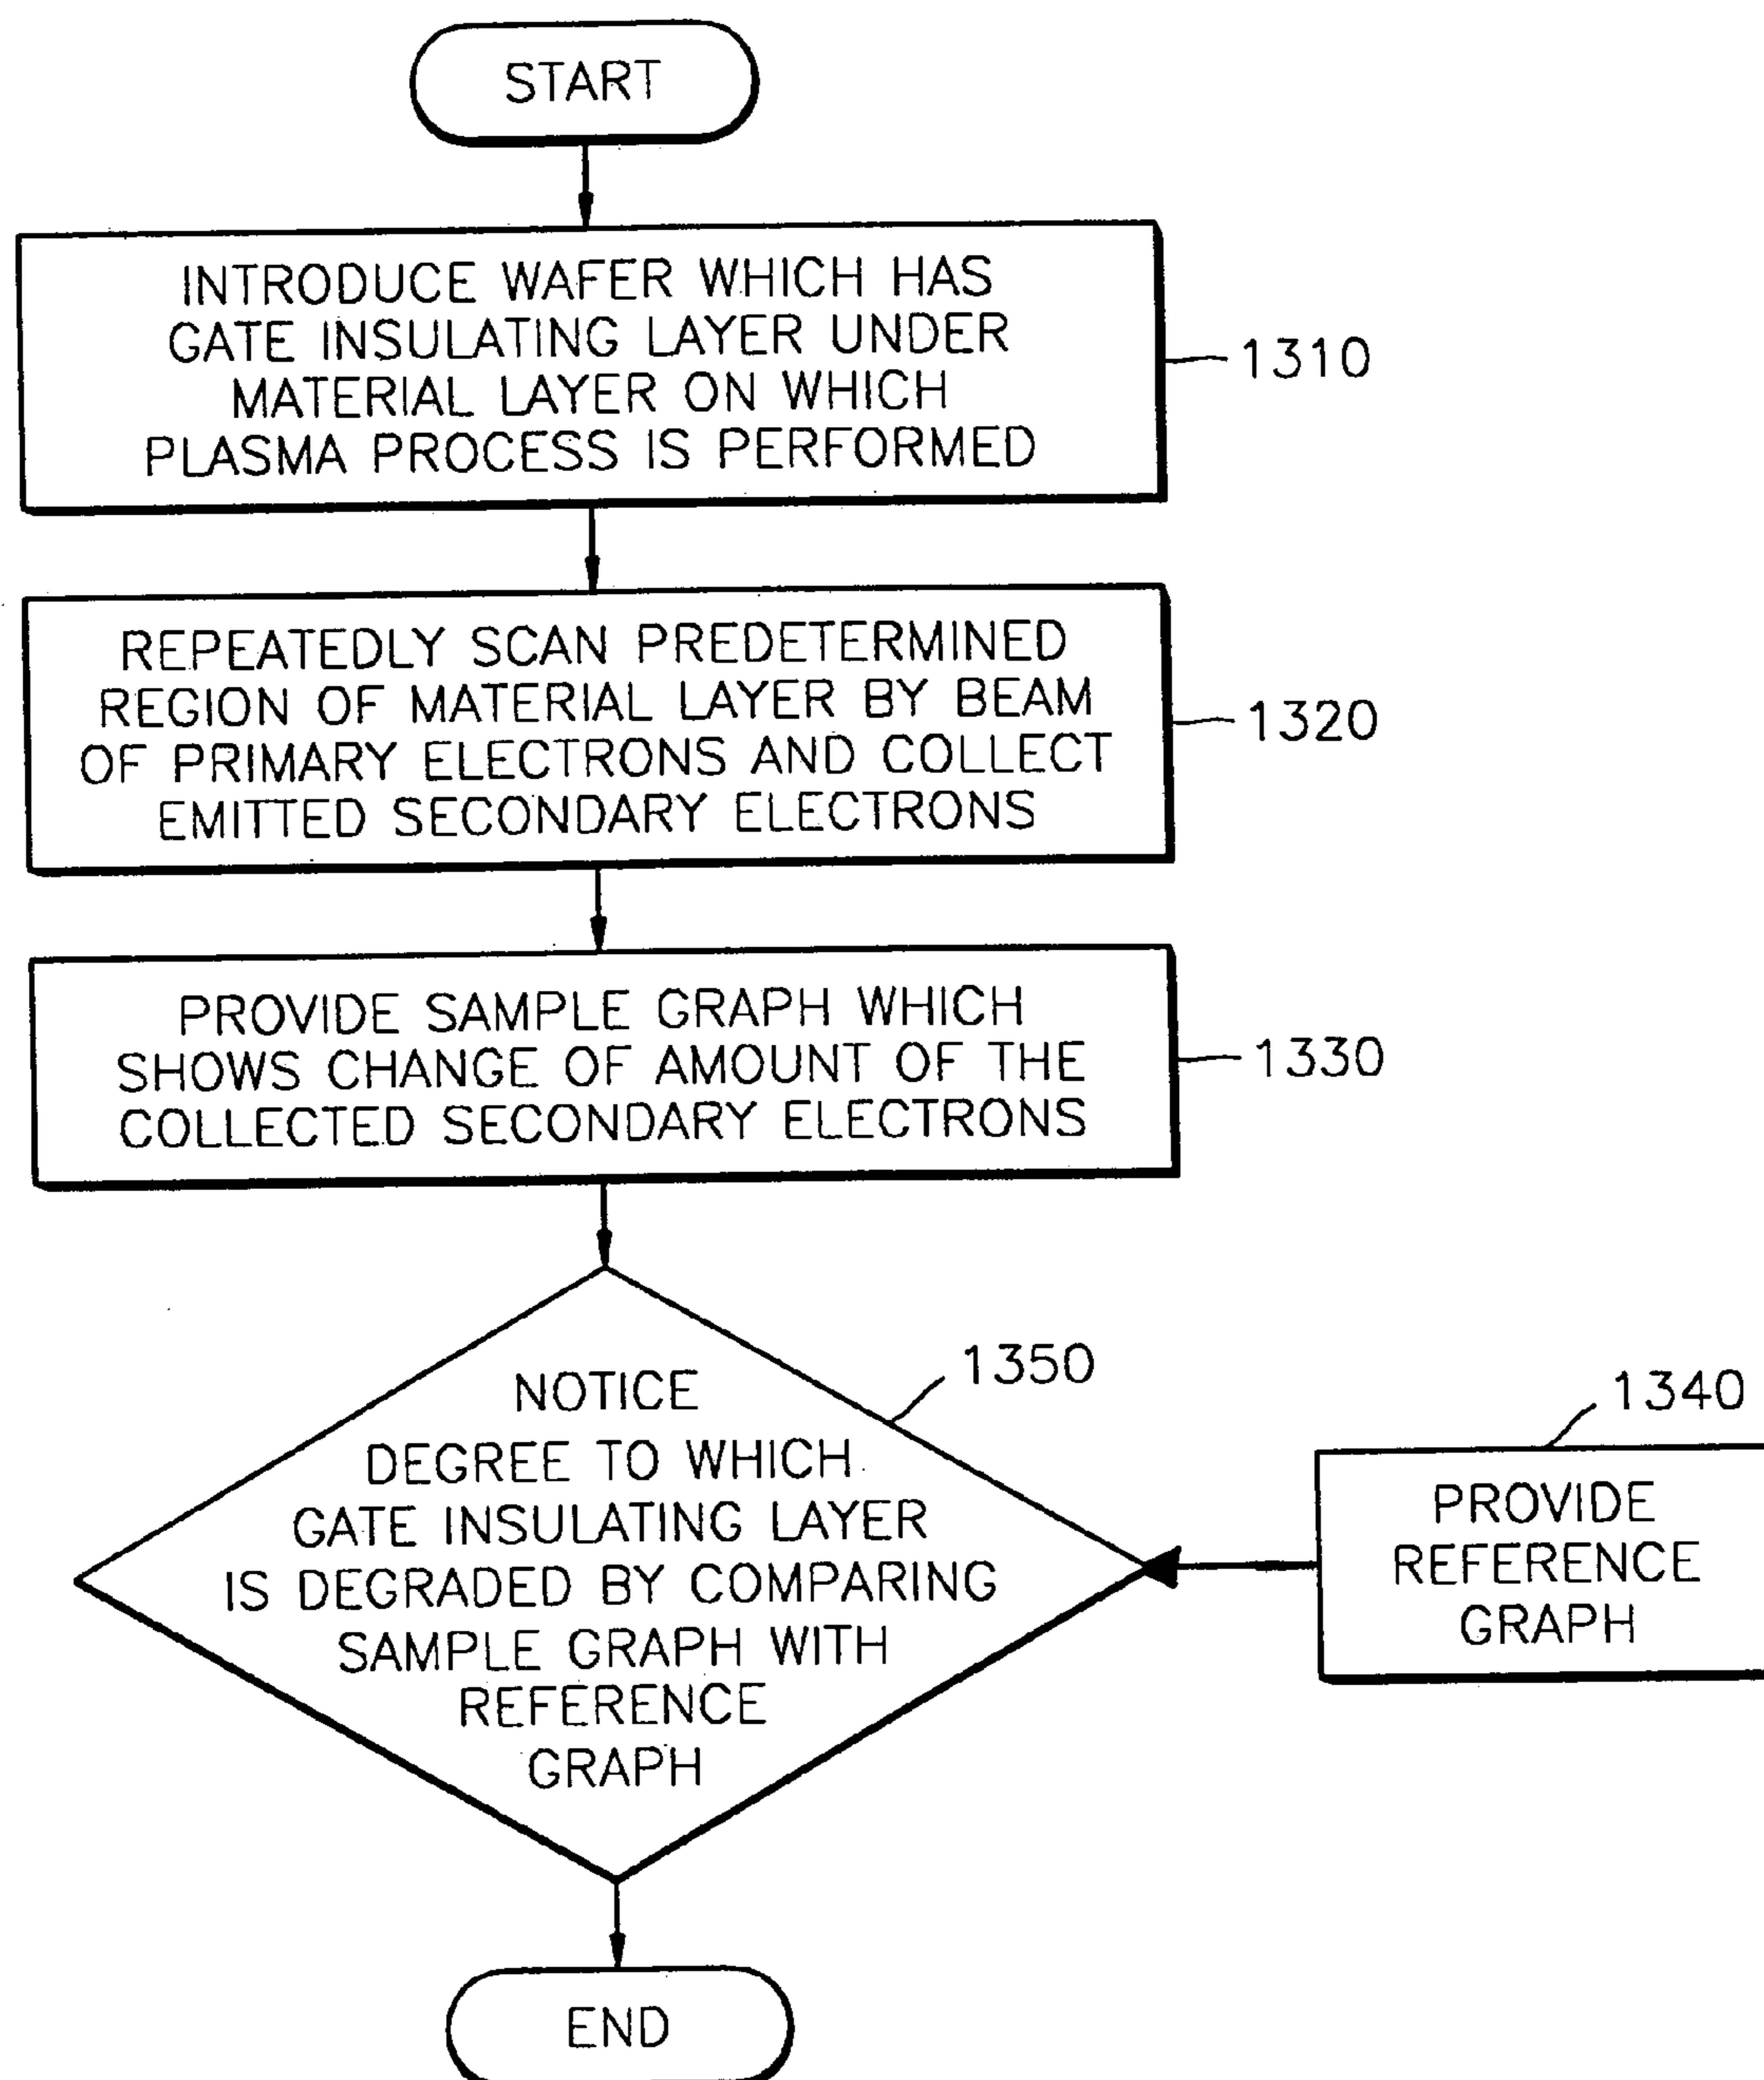 START
INTRODUCE WAFER WHICH HAS
GATE INSULATING LAYER UNDER
MATERIAL LAYER ON WHICH
PLASMA PROCESS IS PERFORMED
1310
REPEATEDLY SCAN PREDETERMINED
REGION OF MATERIAL LAYER BY BEAM
OF PRIMARY ELECTRONS AND COLLECT
EMITTED SECONDARY ELECTRONS
1320
PROVIDE SAMPLE GRAPH WHICH
SHOWS CHANGE OF AMOUNT OF THE
COLLECTED SECONDARY ELECTRONS
1330
NOTICE
DEGREE TO WHICH
GATE INSULATING LAYER
IS DEGRADED BY COMPARING
SAMPLE GRAPH WITH
REFERENCE
GRAPH
1350
1340
PROVIDE
REFERENCE
GRAPH
END